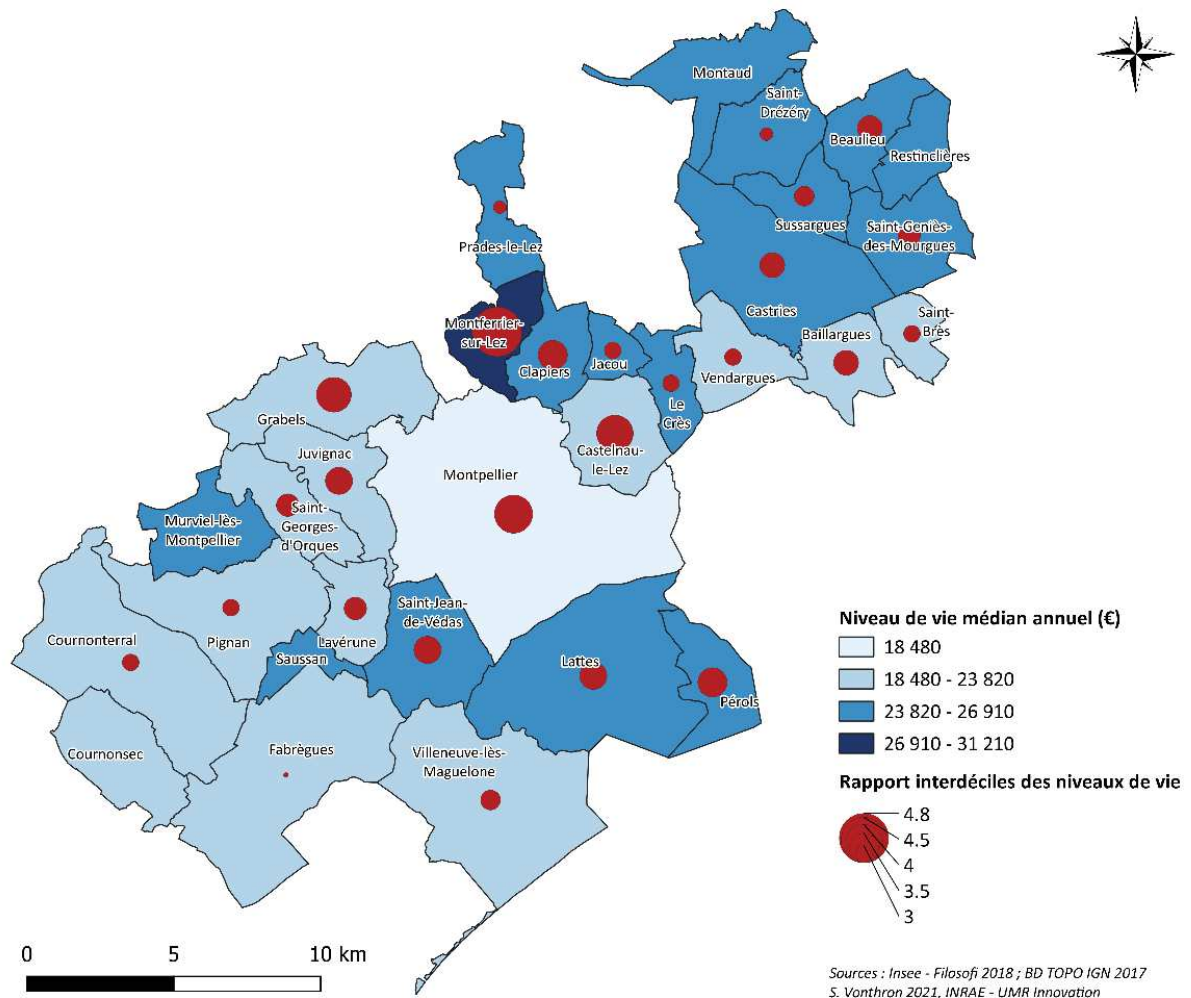 Montaud
Saint-
Drézéry
Beaulieu
Restinclières
Sussargues
Saint-Geniès-
des-Mourgues
Prades-le-Lez
Castries
Montferrier-
sur-Lez
Clapiers
Jacou
Le
Crès
Vendargues
Baillargues
Saint-
Brès
Grabels
Castelnau-
le-Lez
Juvignac
Montpellier
Saint-
Georges-
d'Orques
Murviel-lès-
Montpellier
Cournonterral
Pignan
Lavérune
Saussan
Saint-Jean-
de-Védas
Lattes
Pérols
Cournonsec
Fabrègues
Villeneuve-lès-
Maguelone
Niveau de vie médian annuel (€)
18 480
18 480 - 23 820
23 820 - 26 910
26 910 - 31 210
Rapport interdéciles des niveaux de vie
4.8
4.5
4
3.5
3
0 5 10 km
Sources : Insee - Filosofi 2018 ; BD TOPO IGN 2017
S. Vonthron 2021, INRAE - UMR Innovation